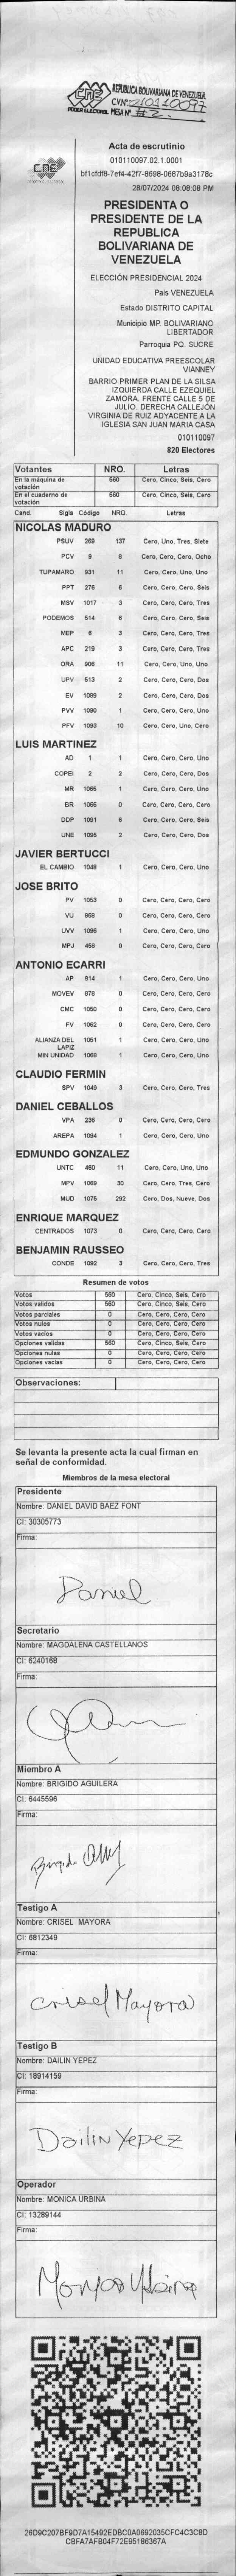 CNE
PODER ELECTORAL
REPUBLICA BOLIVARIANA DE VENEZUELA
C.V.Nº 010110097
MESA Nº #2
Acta de escrutinio
010110097.02.1.0001
28/07/2024 08:08:08 PM
PRESIDENTA O
PRESIDENTE DE LA
REPUBLICA
BOLIVARIANA DE
VENEZUELA
ELECCIÓN PRESIDENCIAL 2024
País VENEZUELA
Estado DISTRITO CAPITAL
Municipio MP. BOLIVARIANO
LIBERTADOR
Parroquia PQ. SUCRE
UNIDAD EDUCATIVA PREESCOLAR
VIANNEY
BARRIO PRIMER PLAN DE LA SILSA
IZQUIERDA CALLE EZEQUIEL
ZAMORA. FRENTE CALLE 5 DE
JULIO. DERECHA CALLEJÓN
VIRGINIA DE RUIZ ADYACENTE A LA
IGLESIA SAN JUAN MARIA CASA
010110097
820 Electores
Votantes NRO. Letras
En la máquina de votación 560 Cero, Cinco, Seis, Cero
En el cuaderno de votación 560 Cero, Cinco, Seis, Cero
Cand. Sigla Código NRO. Letras
NICOLAS MADURO
PSUV 269 137 Cero, Uno, Tres, Siete
PCV 9 8 Cero, Cero, Cero, Ocho
TUPAMARO 931 11 Cero, Cero, Uno, Uno
PPT 276 6 Cero, Cero, Cero, Seis
MSV 1017 3 Cero, Cero, Cero, Tres
PODEMOS 514 6 Cero, Cero, Cero, Seis
MEP 6 3 Cero, Cero, Cero, Tres
APC 219 3 Cero, Cero, Cero, Tres
ORA 906 11 Cero, Cero, Uno, Uno
UPV 513 2 Cero, Cero, Cero, Dos
EV 1089 2 Cero, Cero, Cero, Dos
PVV 1090 1 Cero, Cero, Cero, Uno
PFV 1093 10 Cero, Cero, Uno, Cero
LUIS MARTINEZ
AD 1 1 Cero, Cero, Cero, Uno
COPEI 2 2 Cero, Cero, Cero, Dos
MR 1065 1 Cero, Cero, Cero, Uno
BR 1066 0 Cero, Cero, Cero, Cero
DDP 1091 6 Cero, Cero, Cero, Seis
UNE 1095 2 Cero, Cero, Cero, Dos
JAVIER BERTUCCI
EL CAMBIO 1048 1 Cero, Cero, Cero, Uno
JOSE BRITO
PV 1053 0 Cero, Cero, Cero, Cero
VU 869 0 Cero, Cero, Cero, Cero
UVV 1096 1 Cero, Cero, Cero, Uno
MPJ 458 0 Cero, Cero, Cero, Cero
ANTONIO ECARRI
AP 814 1 Cero, Cero, Cero, Uno
MOVEV 878 0 Cero, Cero, Cero, Cero
CMC 1050 0 Cero, Cero, Cero, Cero
FV 1062 0 Cero, Cero, Cero, Cero
ALIANZA DEL LAPIZ 1051 1 Cero, Cero, Cero, Uno
MIN UNIDAD 1069 1 Cero, Cero, Cero, Uno
CLAUDIO FERMIN
SPV 1049 3 Cero, Cero, Cero, Tres
DANIEL CEBALLOS
VPA 236 0 Cero, Cero, Cero, Cero
AREPA 1094 1 Cero, Cero, Cero, Uno
EDMUNDO GONZALEZ
UNTC 460 11 Cero, Cero, Uno, Uno
MPV 1069 30 Cero, Cero, Tres, Cero
MUD 1076 292 Cero, Dos, Nueve, Dos
ENRIQUE MARQUEZ
CENTRADOS 1073 0 Cero, Cero, Cero, Cero
BENJAMIN RAUSSEO
CONDE 1092 3 Cero, Cero, Cero, Tres
Resumen de votos
Votos 560 Cero, Cinco, Seis, Cero
Votos validos 560 Cero, Cinco, Seis, Cero
Votos parciales 0 Cero, Cero, Cero, Cero
Votos nulos 0 Cero, Cero, Cero, Cero
Votos vacíos 0 Cero, Cero, Cero, Cero
Opciones validas 560 Cero, Cinco, Seis, Cero
Opciones nulas 0 Cero, Cero, Cero, Cero
Opciones vacías 0 Cero, Cero, Cero, Cero
Observaciones:
Se levanta la presente acta la cual firman en
señal de conformidad.
Miembros de la mesa electoral
Presidente
Nombre: DANIEL DAVID BAEZ FONT
CI: 30305773
Firma:
Daniel
Secretario
Nombre: MAGDALENA CASTELLANOS
CI: 6240168
Firma:
Miembro A
Nombre: BRIGIDO AGUILERA
CI: 6445596
Firma:
Testigo A
Nombre: CRISEL MAYORA
CI: 6812349
Firma:
Crisel Mayora
Testigo B
Nombre: DAILIN YEPEZ
CI: 18914159
Firma:
Dailin Yepez
Operador
Nombre: MONICA URBINA
CI: 13289144
Firma:
26D9C207BF9D7A15492EDBC0A0692035CFC4C3C8D
CBFA7AFB04F72E95186367A